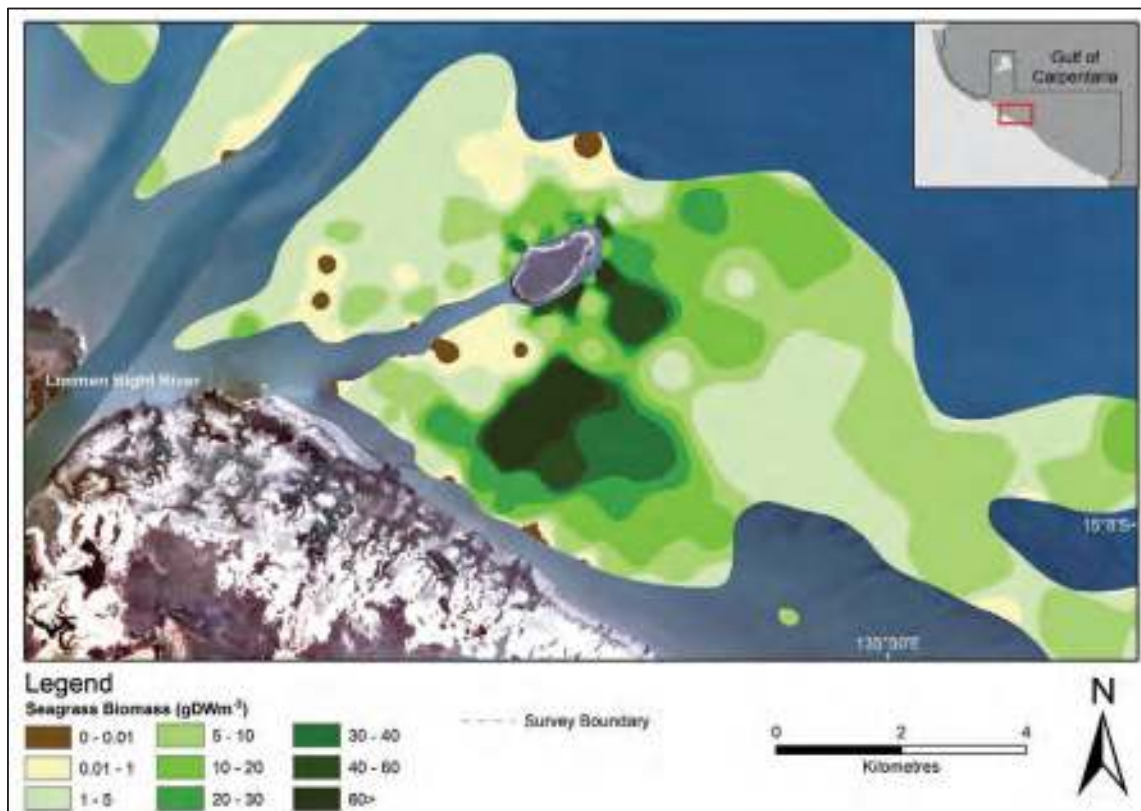 Gulf of
Carpentaria
Limmen Bight River
15°8'S
135°50'E
Legend
Seagrass Biomass (gDWm⁻²)
0 - 0.01
0.01 - 1
1 - 5
5 - 10
10 - 20
20 - 30
30 - 40
40 - 60
60>
Survey Boundary
0 2 4
Kilometres
N